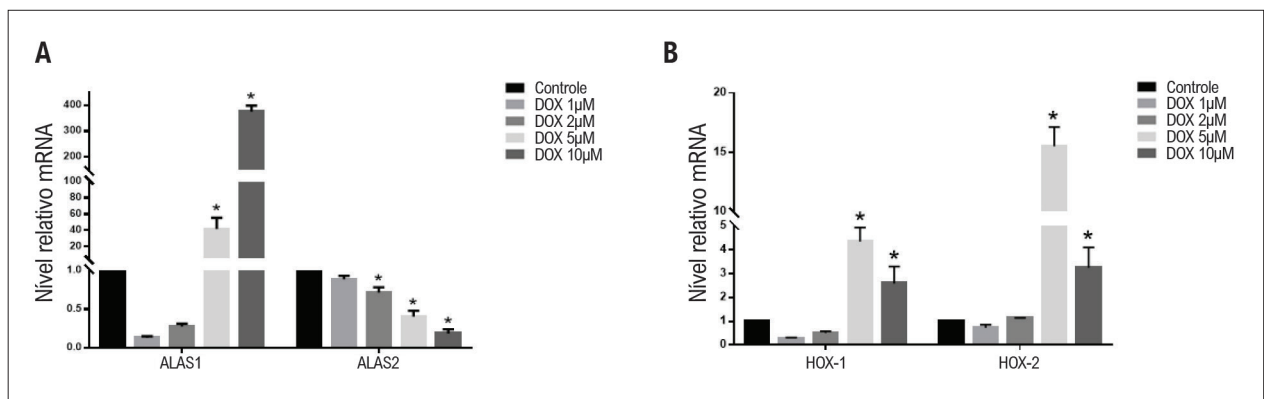 A
Nível relativo mRNA
400
300
200
100
80
60
40
20
1.0
0.5
0.0
*
*
*
*
*
ALAS1
ALAS2
Controle
DOX 1µM
DOX 2µM
DOX 5µM
DOX 10µM
B
Nível relativo mRNA
20
15
10
5
4
3
2
1
0
*
*
*
*
HOX-1
HOX-2
Controle
DOX 1µM
DOX 2µM
DOX 5µM
DOX 10µM